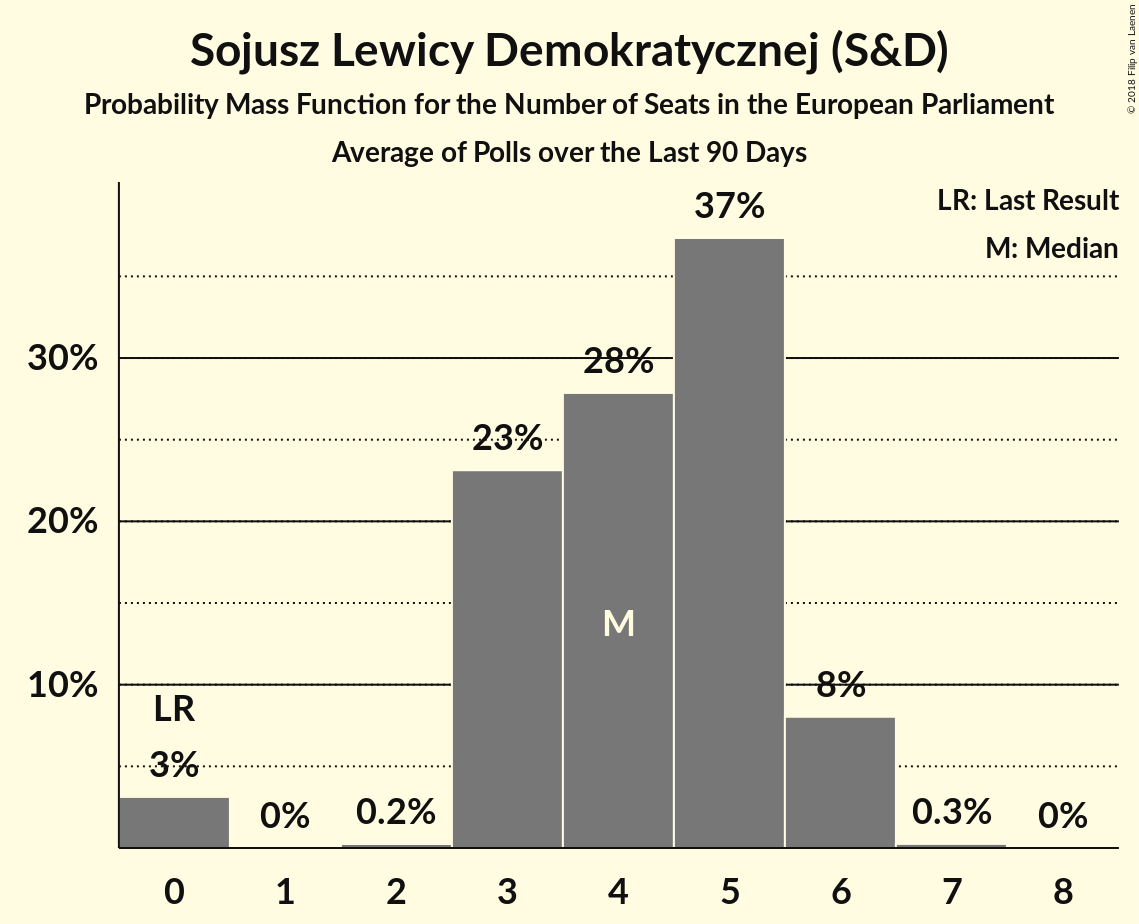 Sojusz Lewicy Demokratycznej (S&D)
Probability Mass Function for the Number of Seats in the European Parliament
Average of Polls over the Last 90 Days
© 2018 Filip van Laenen
LR: Last Result
M: Median
37%
30%
28%
23%
20%
M
10%
8%
LR
3%
0%
0.2%
0.3%
0%
0 1 2 3 4 5 6 7 8